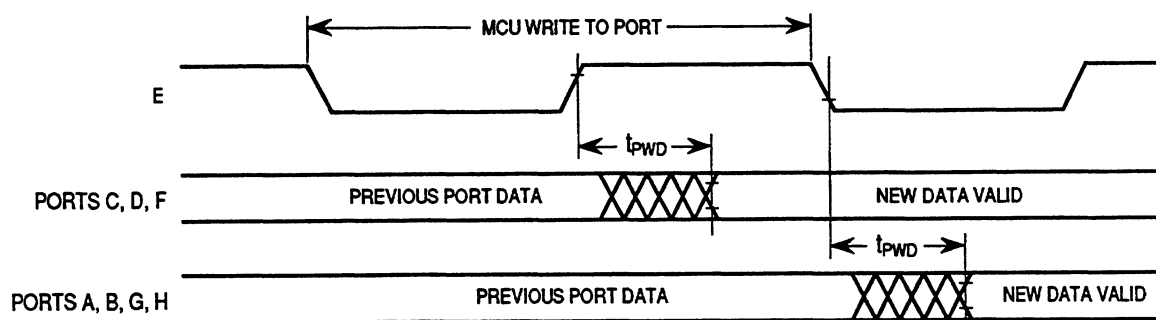 MCU WRITE TO PORT
E
tPWD
PORTS C, D, F PREVIOUS PORT DATA NEW DATA VALID
tPWD
PORTS A, B, G, H PREVIOUS PORT DATA NEW DATA VALID